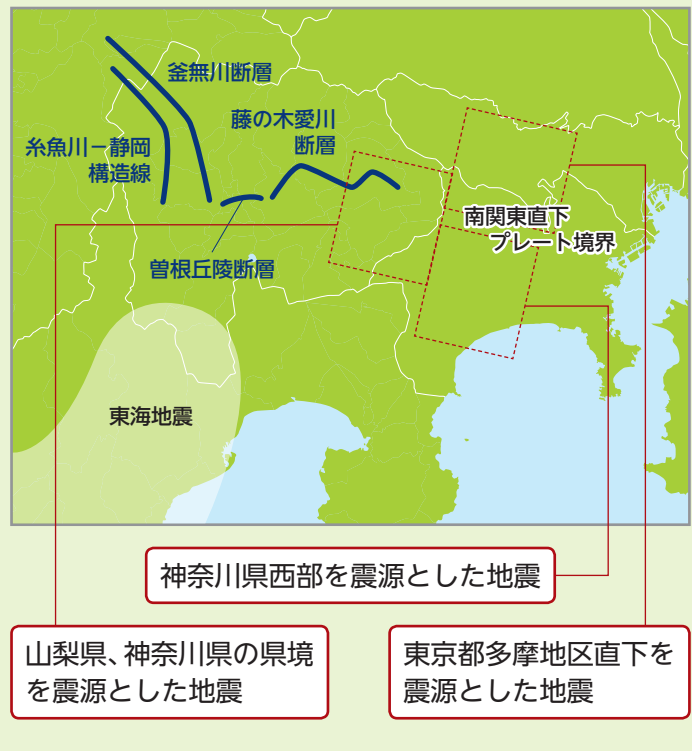 釜無川断層
藤の木愛川
断層
糸魚川－静岡
構造線
南関東直下
プレート境界
曽根丘陵断層
東海地震
神奈川県西部を震源とした地震
山梨県、神奈川県の県境
を震源とした地震
東京都多摩地区直下を
震源とした地震